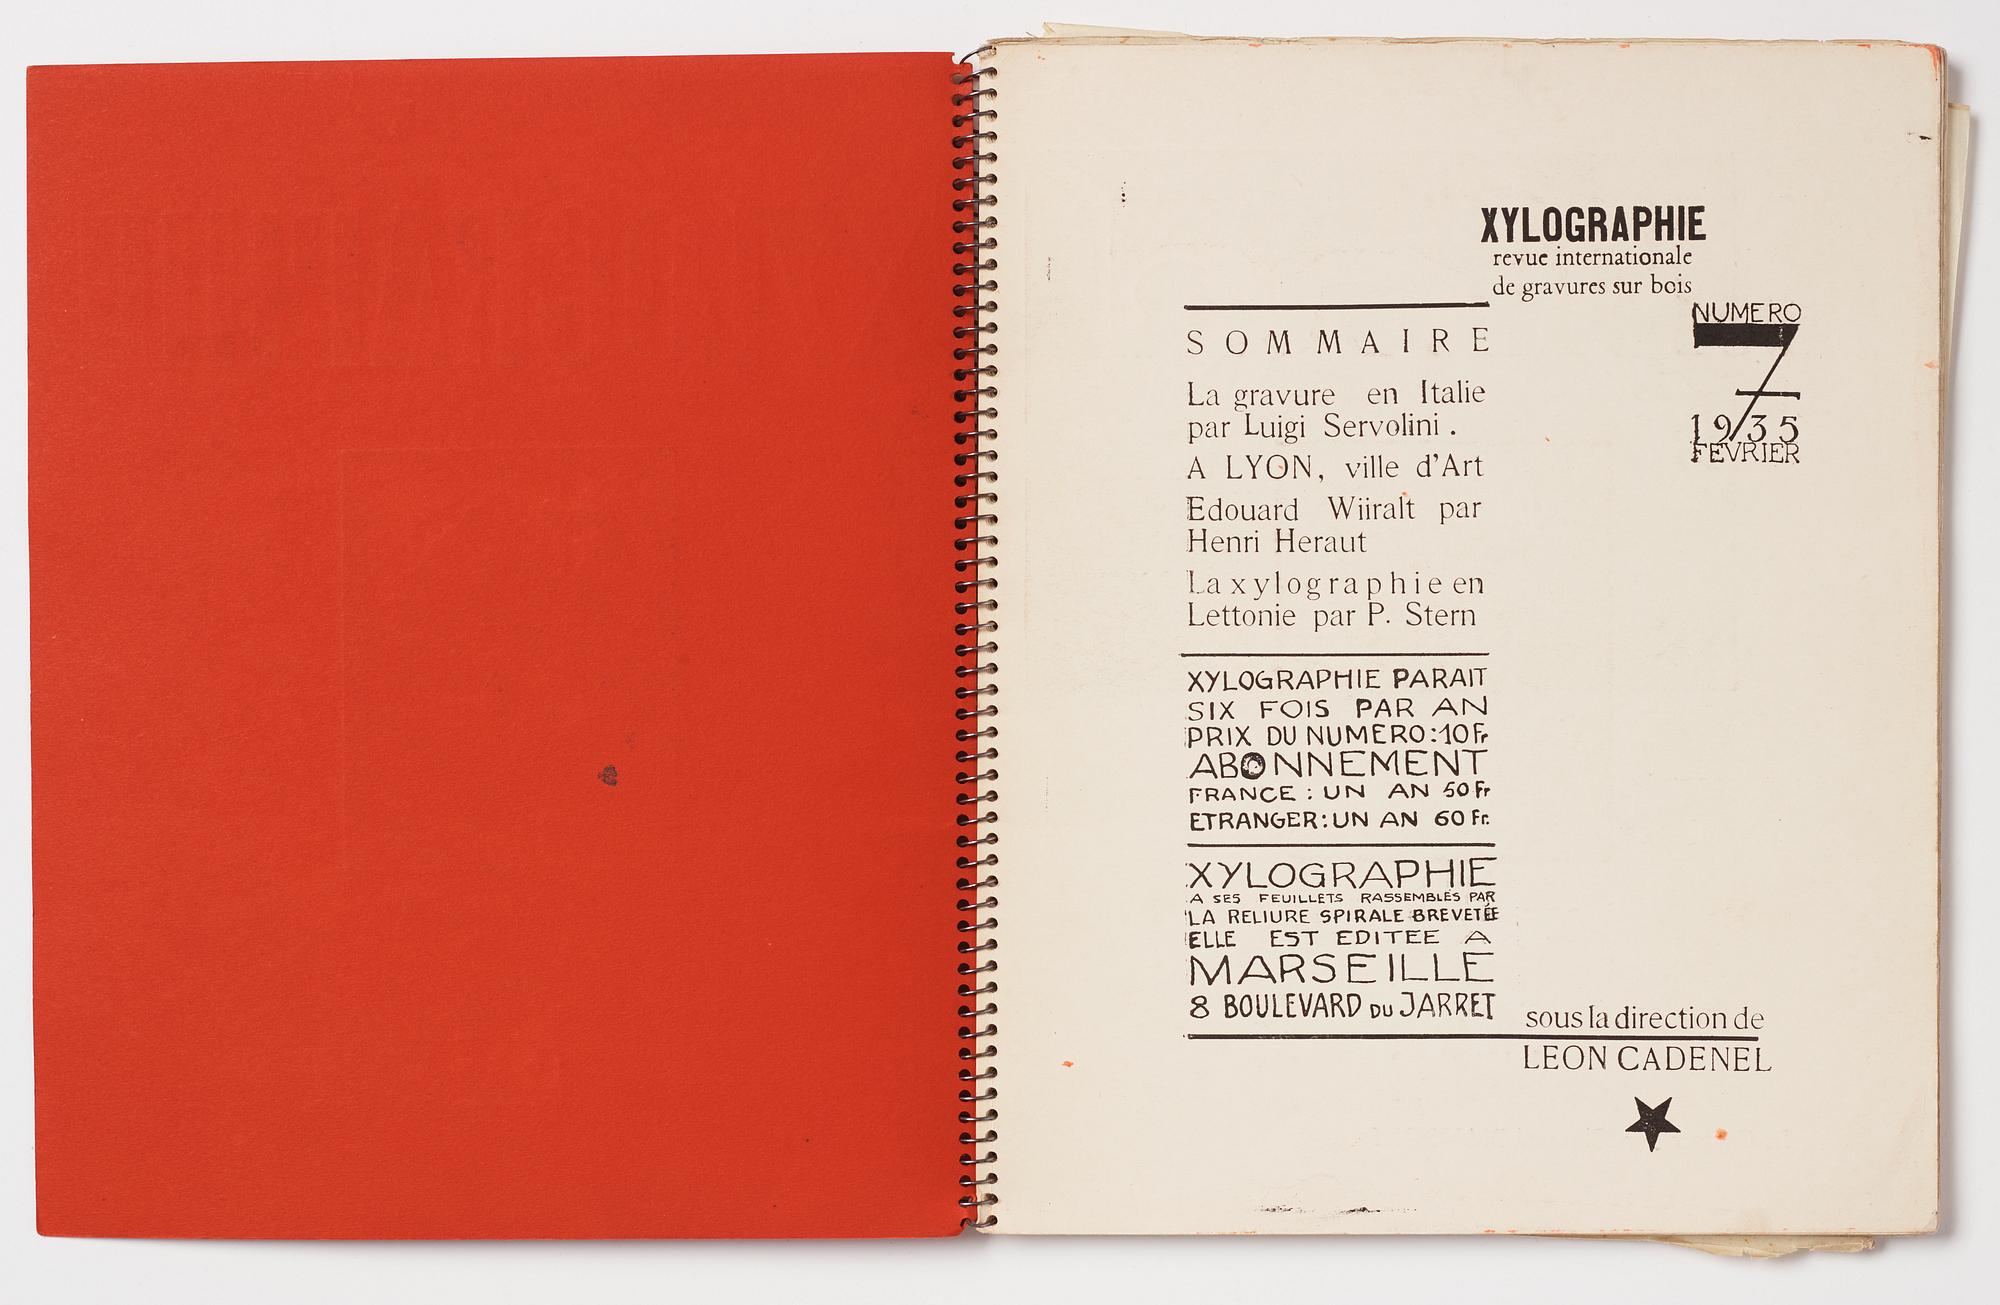 XYLOGRAPHIE
revue internationale
de gravures sur bois
NUMERO
7
1935
FEVRIER
SOMMAIRE
La gravure en Italie
par Luigi Servolini .
A LYON, ville d'Art
Edouard Wiiralt par
Henri Heraut
La xylographie en
Lettonie par P. Stern
XYLOGRAPHIE PARAIT
SIX FOIS PAR AN
PRIX DU NUMERO : 10 Fr
ABONNEMENT
FRANCE : UN AN 50 Fr
ETRANGER : UN AN 60 Fr.
XYLOGRAPHIE
A SES FEUILLETS RASSEMBLÉS PAR
LA RELIURE SPIRALE BREVETÉE
ELLE EST EDITEE A
MARSEILLE
8 BOULEVARD DU JARRET
sous la direction de
LEON CADENEL